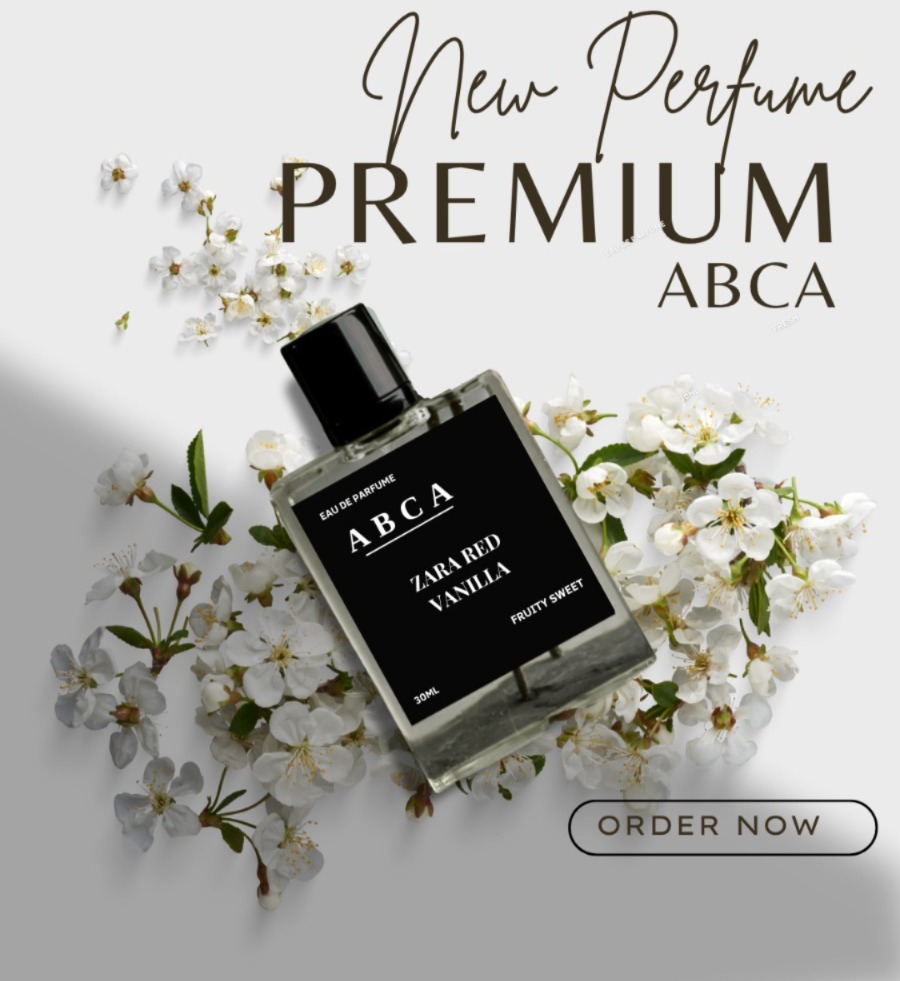 New Perfume
PREMIUM
ABCA
EAU DE PARFUME
ABCA
ZARA RED
VANILLA
FRUITY SWEET
30ML
ORDER NOW